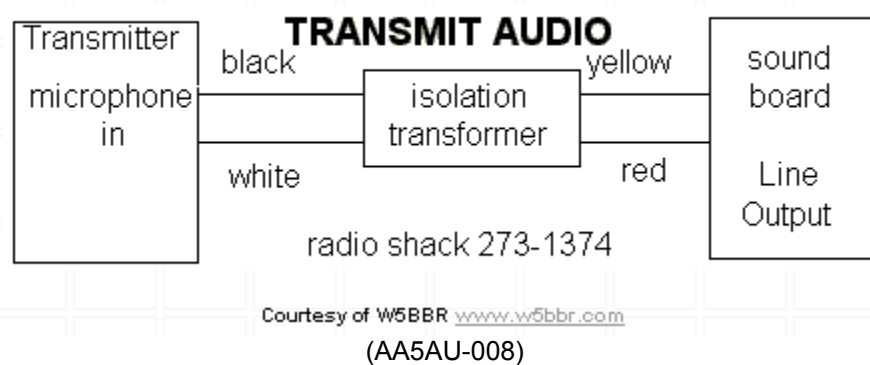 TRANSMIT AUDIO
Transmitter
microphone
in
black
white
isolation
transformer
yellow
red
sound
board
Line
Output
radio shack 273-1374
Courtesy of W5BBR www.w5bbr.com
(AA5AU-008)